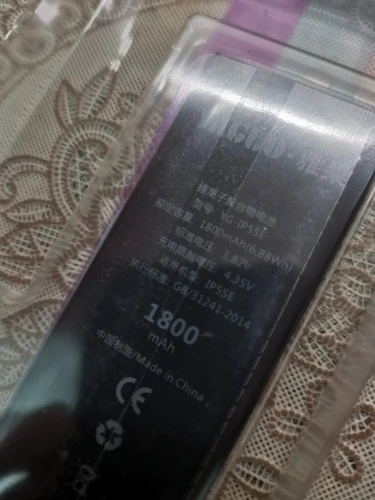 锂离子聚合物电池
型号: YG-IP5SE
额定容量: 1800mAh(6.88Wh)
标准电压: 3.82V
充电限制电压: 4.35V
适用机型: IP5SE
执行标准: GB/31241-2014
1800
mAh
中国制造/Made in China
CE